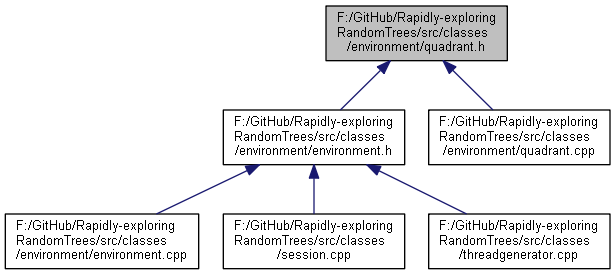 F:/GitHub/Rapidly-exploring
RandomTrees/src/classes
/environment/quadrant.h
F:/GitHub/Rapidly-exploring
RandomTrees/src/classes
/environment/environment.h
F:/GitHub/Rapidly-exploring
RandomTrees/src/classes
/environment/quadrant.cpp
F:/GitHub/Rapidly-exploring
RandomTrees/src/classes
/environment/environment.cpp
F:/GitHub/Rapidly-exploring
RandomTrees/src/classes
/session.cpp
F:/GitHub/Rapidly-exploring
RandomTrees/src/classes
/threadgenerator.cpp